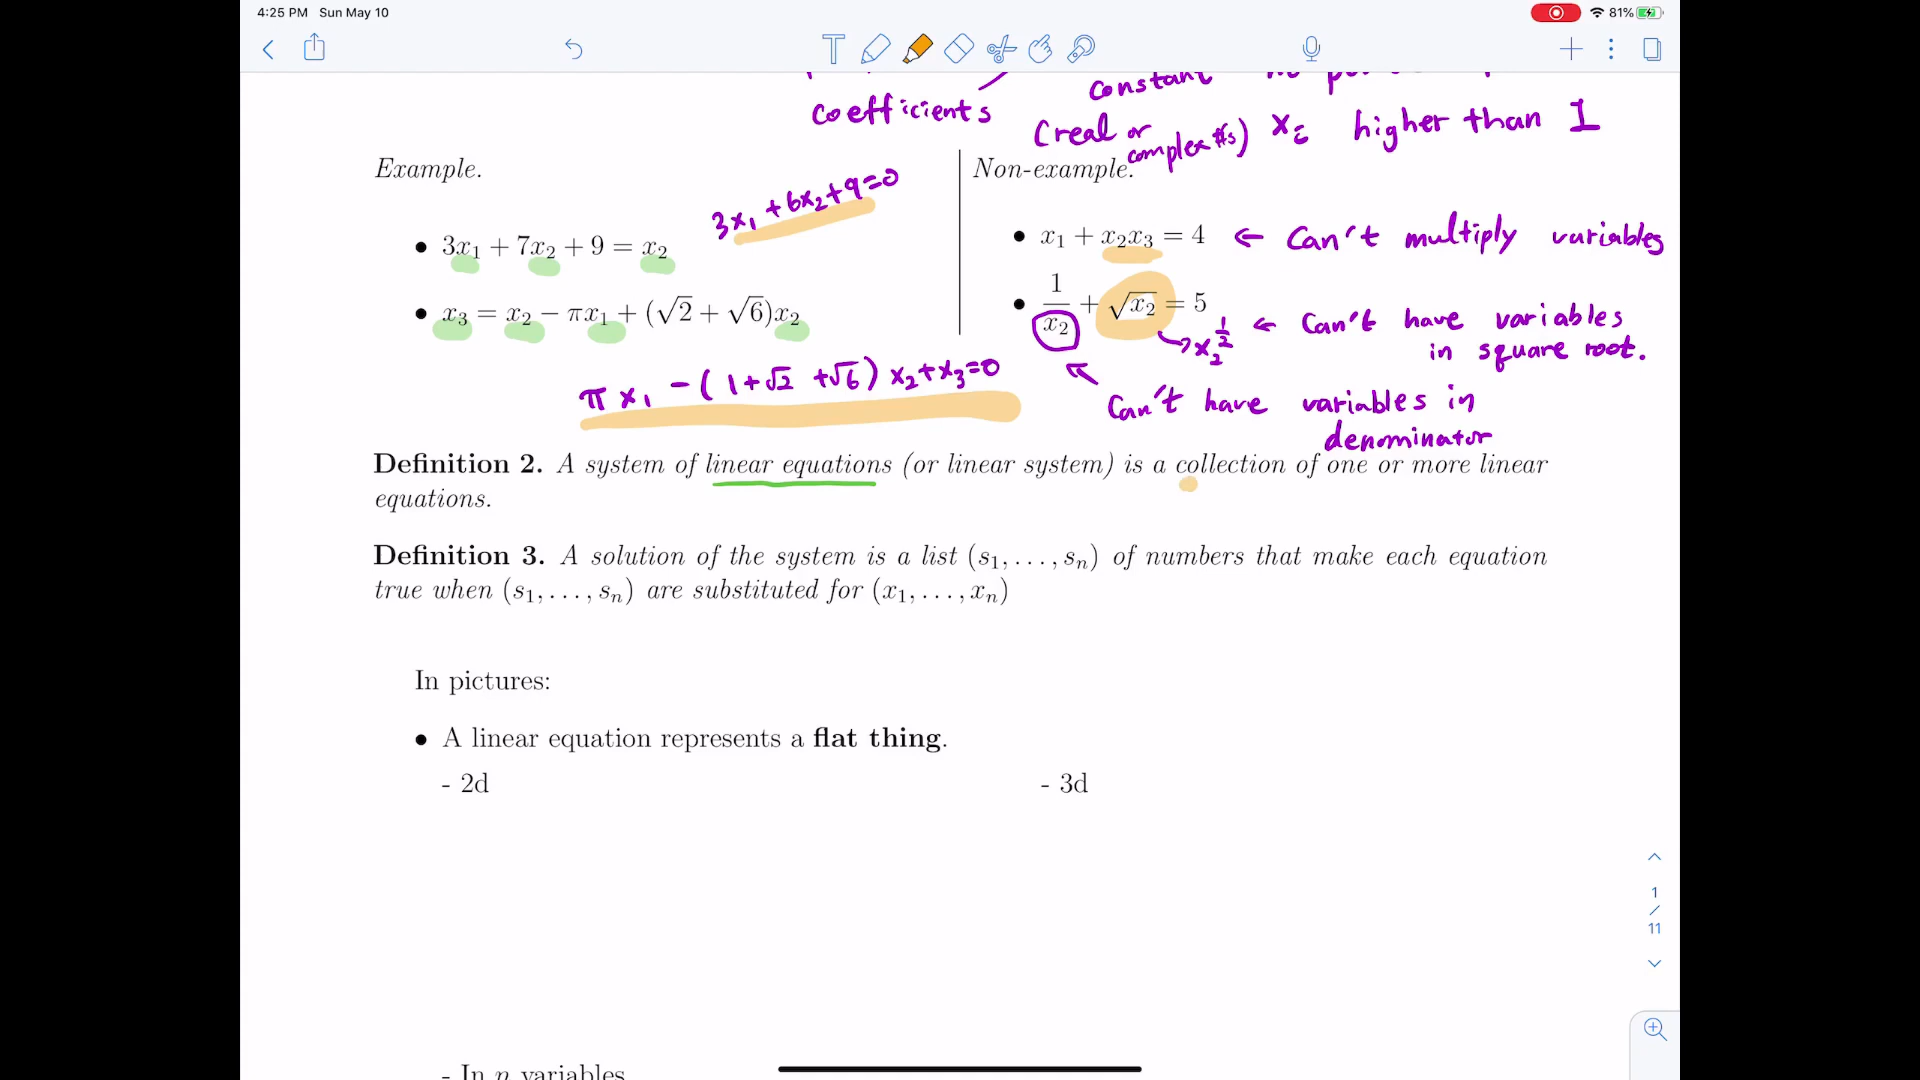 4:25 PM Sun May 10
81%
constant
coefficients
(real or complex #s) xᵢ higher than 1
Example.
Non-example.
3x₁ + 6x₂ + 9 = 0
• 3x₁ + 7x₂ + 9 = x₂
• x₁ + x₂x₃ = 4 ← Can't multiply variables
• x₃ = x₂ − πx₁ + (√2 + √6)x₂
• 1/x₂ + √x₂ = 5
→ x₂^½ ← Can't have variables
in square root.
πx₁ − (1+√2 +√6) x₂+x₃=0
Can't have variables in
denominator
Definition 2. A system of linear equations (or linear system) is a collection of one or more linear
equations.
Definition 3. A solution of the system is a list (s₁, . . . , sₙ) of numbers that make each equation
true when (s₁, . . . , sₙ) are substituted for (x₁, . . . , xₙ)
In pictures:
• A linear equation represents a flat thing.
- 2d
- 3d
1
/
11
- In n variables